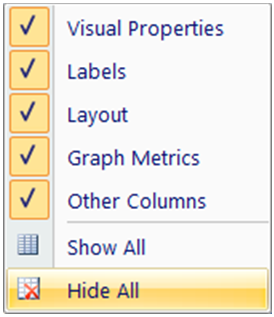 Visual Properties
Labels
Layout
Graph Metrics
Other Columns
Show All
Hide All